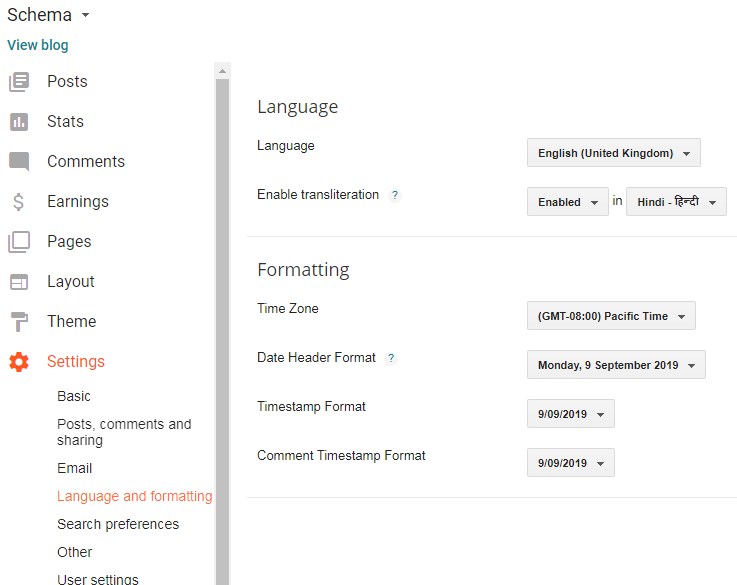 Schema
View blog
Posts
Stats
Comments
Earnings
Pages
Layout
Theme
Settings
Basic
Posts, comments and
sharing
Email
Language and formatting
Search preferences
Other
User settings
Language
Language English (United Kingdom)
Enable transliteration ? Enabled in Hindi - हिन्दी
Formatting
Time Zone (GMT-08:00) Pacific Time
Date Header Format ? Monday, 9 September 2019
Timestamp Format 9/09/2019
Comment Timestamp Format 9/09/2019